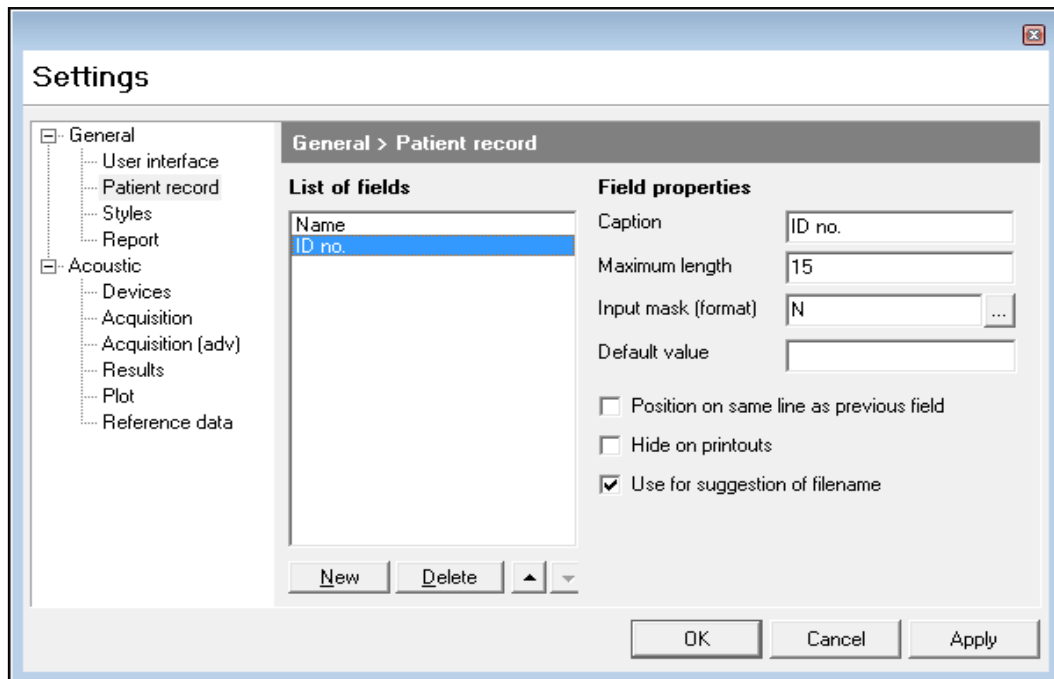 Settings
General
User interface
Patient record
Styles
Report
Acoustic
Devices
Acquisition
Acquisition (adv)
Results
Plot
Reference data
General > Patient record
List of fields
Name
ID no.
New
Delete
Field properties
Caption
ID no.
Maximum length
15
Input mask (format)
N
...
Default value
Position on same line as previous field
Hide on printouts
Use for suggestion of filename
OK
Cancel
Apply